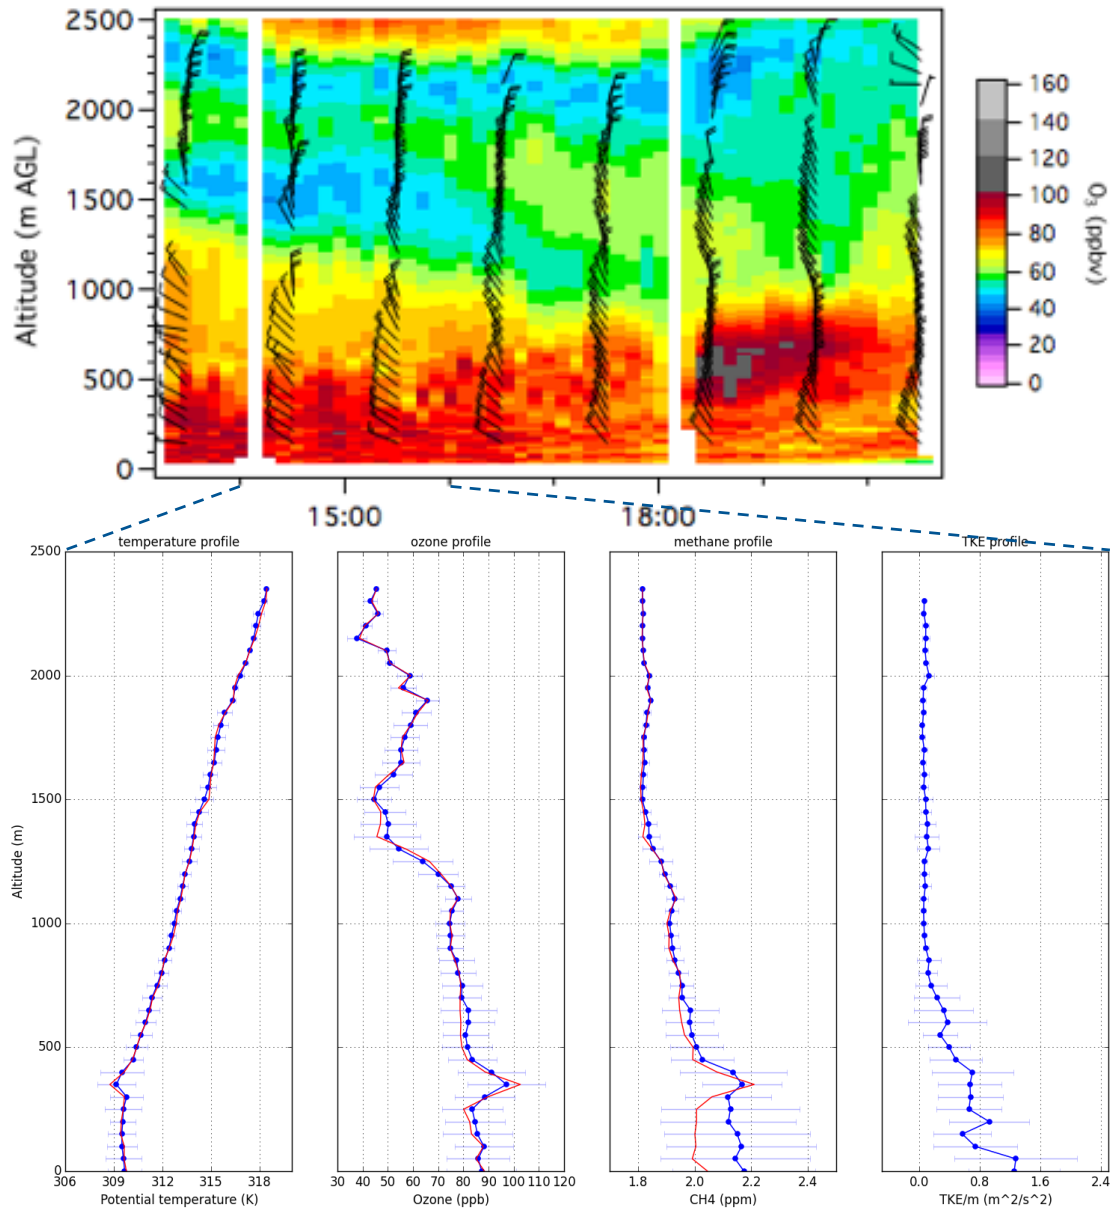 2500
2000
1500
1000
500
0
Altitude (m AGL)
15:00
18:00
160
140
120
100
80
60
40
20
0
O₃ (ppbv)
temperature profile
ozone profile
methane profile
TKE profile
2500
2000
1500
1000
500
0
Altitude (m)
306 309 312 315 318
Potential temperature (K)
30 40 50 60 70 80 90 100 110 120
Ozone (ppb)
1.8 2.0 2.2 2.4
CH4 (ppm)
0.0 0.8 1.6 2.4
TKE/m (m^2/s^2)